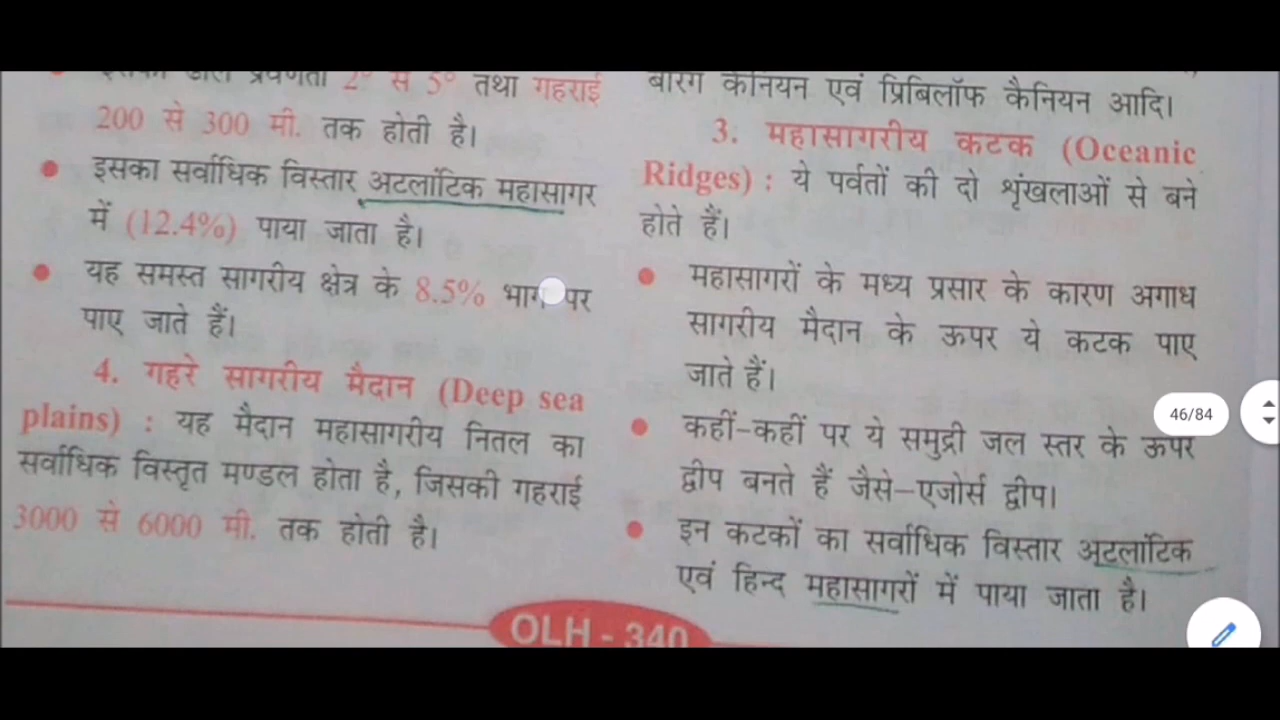 इसकी ढाल प्रवणता 2° से 5° तथा गहराई
200 से 300 मी. तक होती है।
• इसका सर्वाधिक विस्तार अटलांटिक महासागर
में (12.4%) पाया जाता है।
• यह समस्त सागरीय क्षेत्र के 8.5% भाग पर
पाए जाते हैं।
4. गहरे सागरीय मैदान (Deep sea
plains) : यह मैदान महासागरीय नितल का
सर्वाधिक विस्तृत मण्डल होता है, जिसकी गहराई
3000 से 6000 मी. तक होती है।
बेरिंग कैनियन एवं प्रिबिलॉफ कैनियन आदि।
3. महासागरीय कटक (Oceanic
Ridges) : ये पर्वतों की दो शृंखलाओं से बने
होते हैं।
• महासागरों के मध्य प्रसार के कारण अगाध
सागरीय मैदान के ऊपर ये कटक पाए
जाते हैं।
• कहीं-कहीं पर ये समुद्री जल स्तर के ऊपर
द्वीप बनते हैं जैसे-एजोर्स द्वीप।
• इन कटकों का सर्वाधिक विस्तार अटलांटिक
एवं हिन्द महासागरों में पाया जाता है।
OLH - 340
46/84